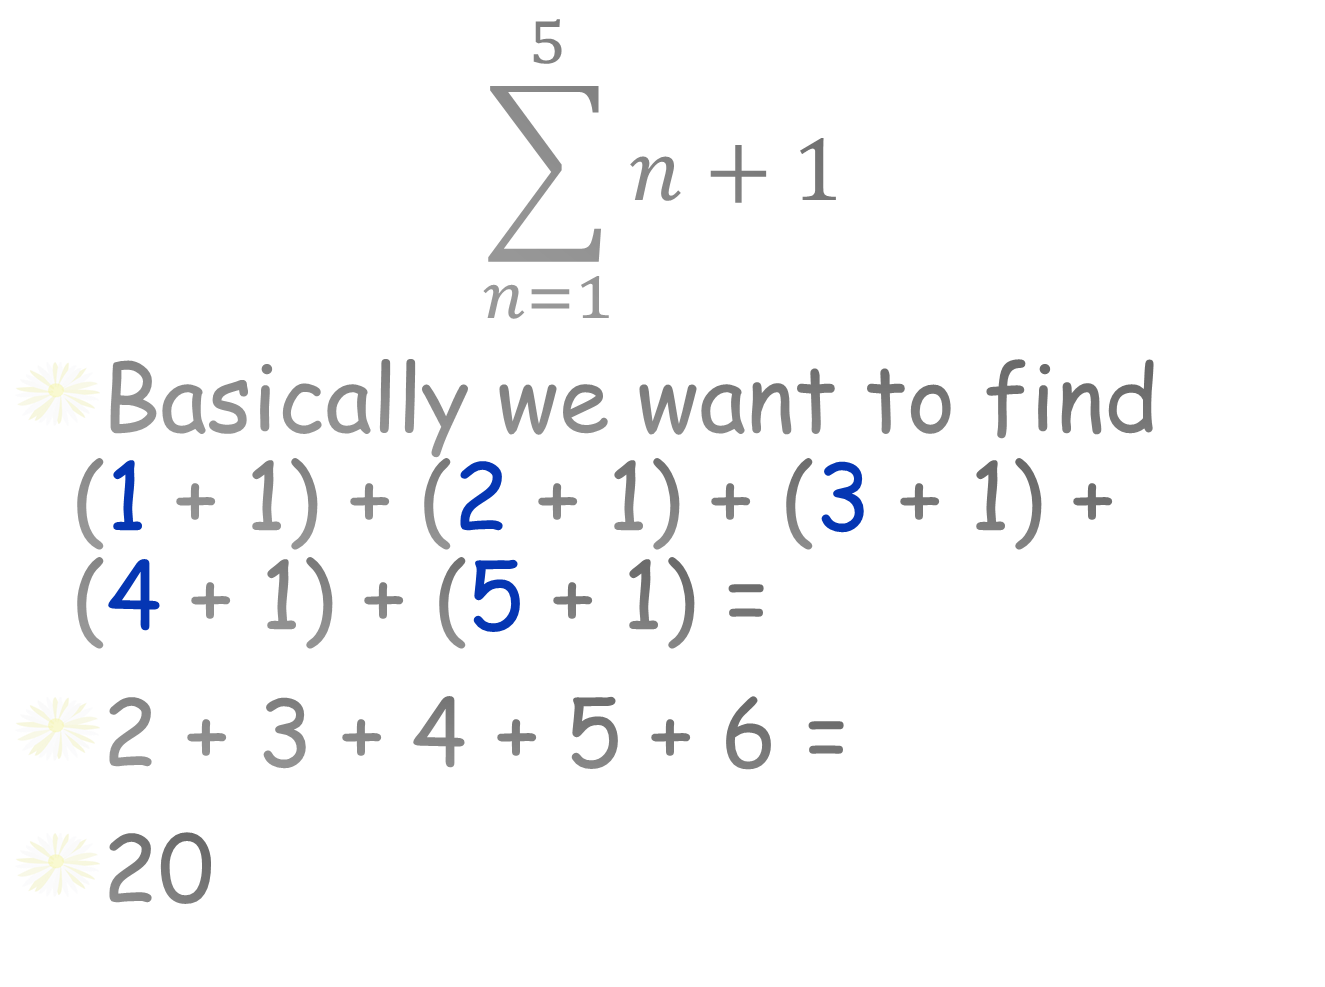 5
∑ n + 1
n=1
Basically we want to find
(1 + 1) + (2 + 1) + (3 + 1) +
(4 + 1) + (5 + 1) =
2 + 3 + 4 + 5 + 6 =
20